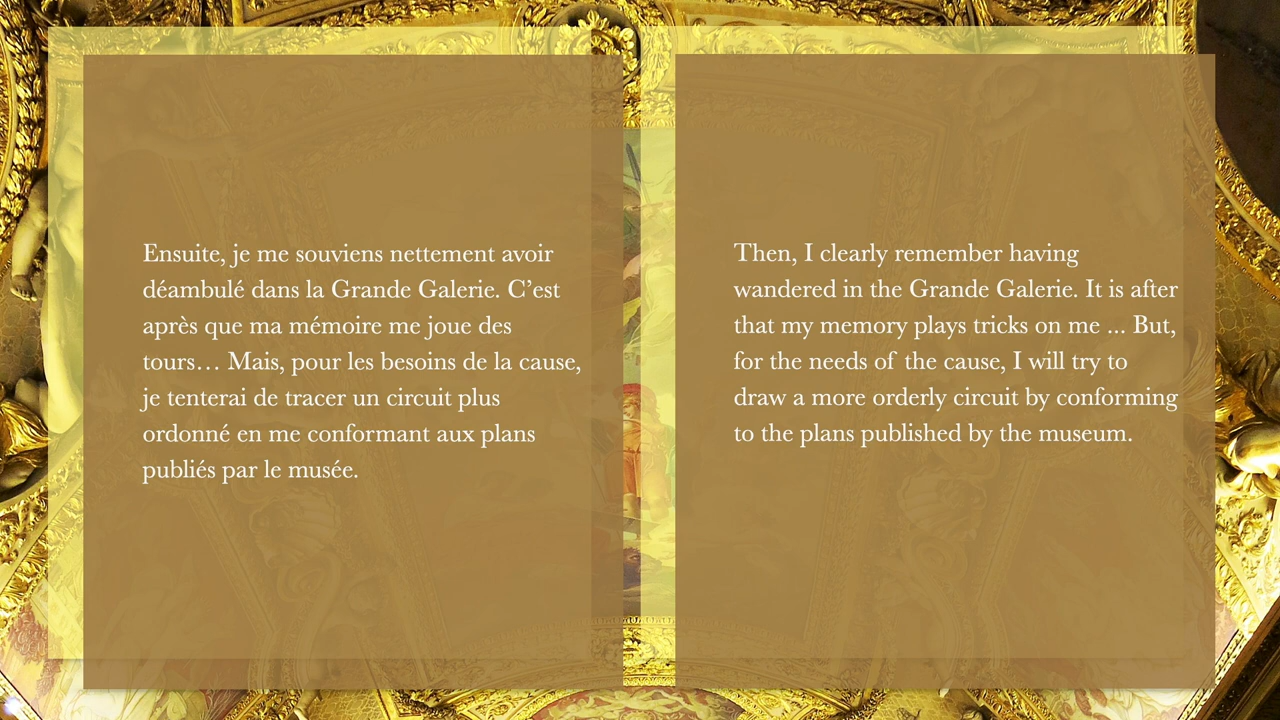 Ensuite, je me souviens nettement avoir
déambulé dans la Grande Galerie. C’est
après que ma mémoire me joue des
tours… Mais, pour les besoins de la cause,
je tenterai de tracer un circuit plus
ordonné en me conformant aux plans
publiés par le musée.
Then, I clearly remember having
wandered in the Grande Galerie. It is after
that my memory plays tricks on me ... But,
for the needs of the cause, I will try to
draw a more orderly circuit by conforming
to the plans published by the museum.